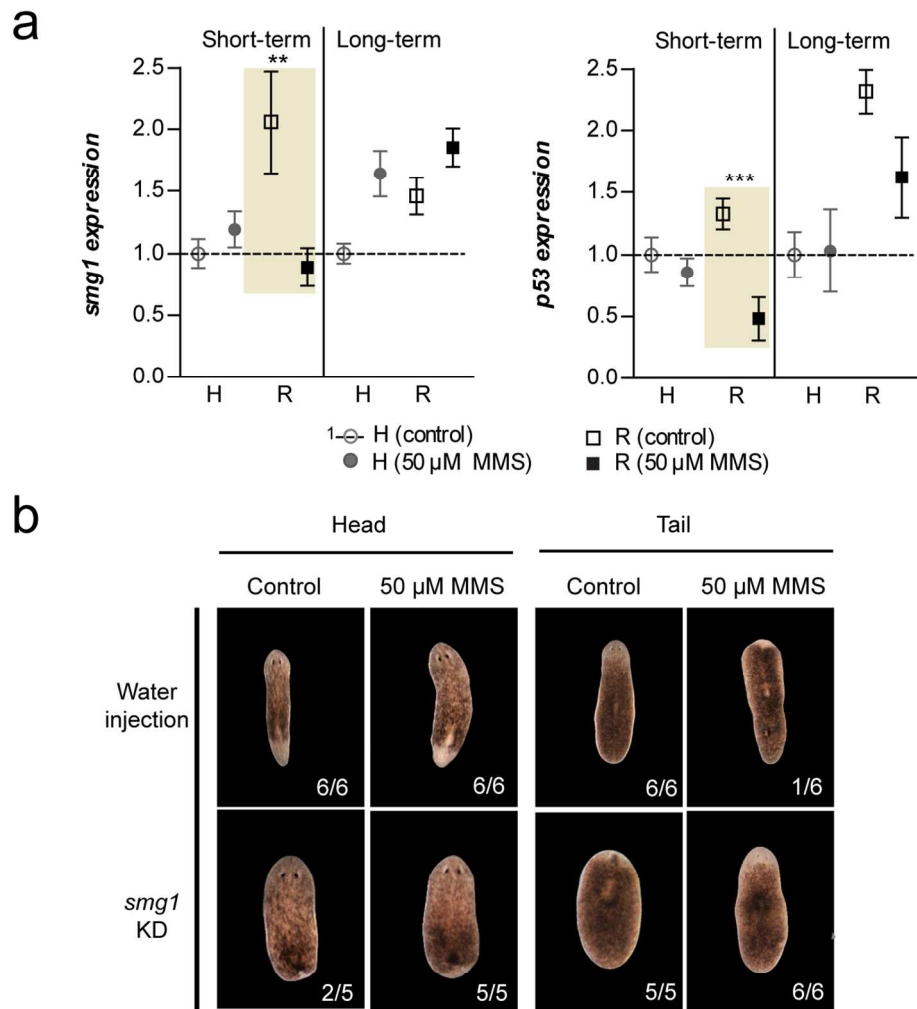 a
Short-term Long-term
**
2.5
2.0
1.5
1.0
0.5
0.0
smg1 expression
H R H R
Short-term Long-term
***
2.5
2.0
1.5
1.0
0.5
0.0
p53 expression
H R H R
1 H (control)
H (50 µM MMS)
R (control)
R (50 µM MMS)
b
Head Tail
Control 50 µM MMS Control 50 µM MMS
Water
injection
6/6 6/6 6/6 1/6
smg1
KD
2/5 5/5 5/5 6/6